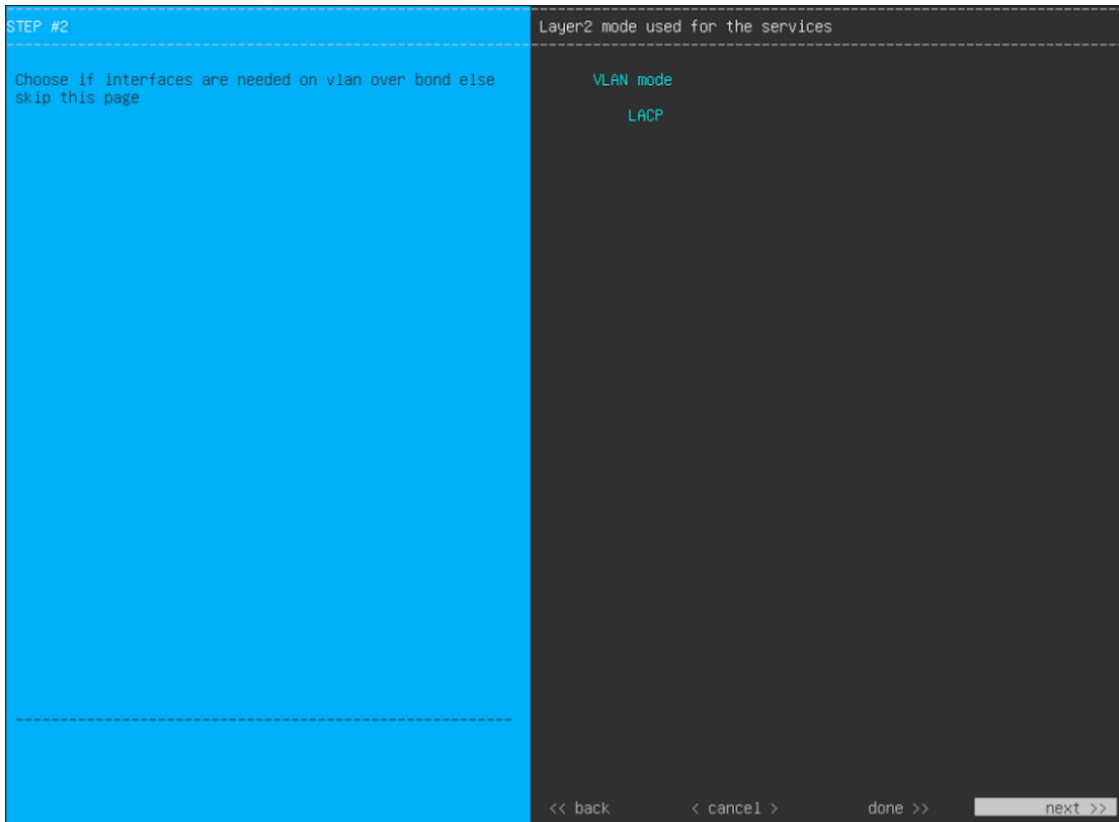 STEP #2
Choose if interfaces are needed on vlan over bond else
skip this page
Layer2 mode used for the services
VLAN mode
LACP
<< back < cancel > done >> next >>